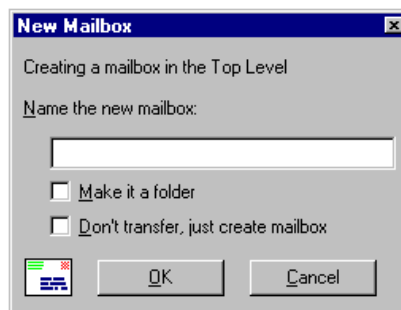 New Mailbox
Creating a mailbox in the Top Level
Name the new mailbox:
Make it a folder
Don't transfer, just create mailbox
OK
Cancel